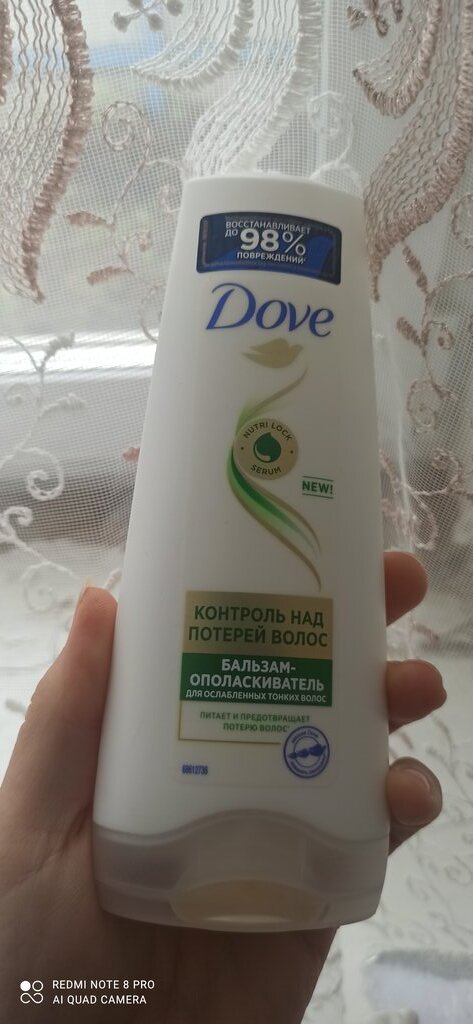 ВОССТАНАВЛИВАЕТ
ДО 98%
ПОВРЕЖДЕНИЙ*
Dove
NUTRI LOCK
SERUM
NEW!
КОНТРОЛЬ НАД
ПОТЕРЕЙ ВОЛОС
БАЛЬЗАМ-
ОПОЛАСКИВАТЕЛЬ
ДЛЯ ОСЛАБЛЕННЫХ ТОНКИХ ВОЛОС
ПИТАЕТ И ПРЕДОТВРАЩАЕТ
ПОТЕРЮ ВОЛОС*
68613736
REDMI NOTE 8 PRO
AI QUAD CAMERA